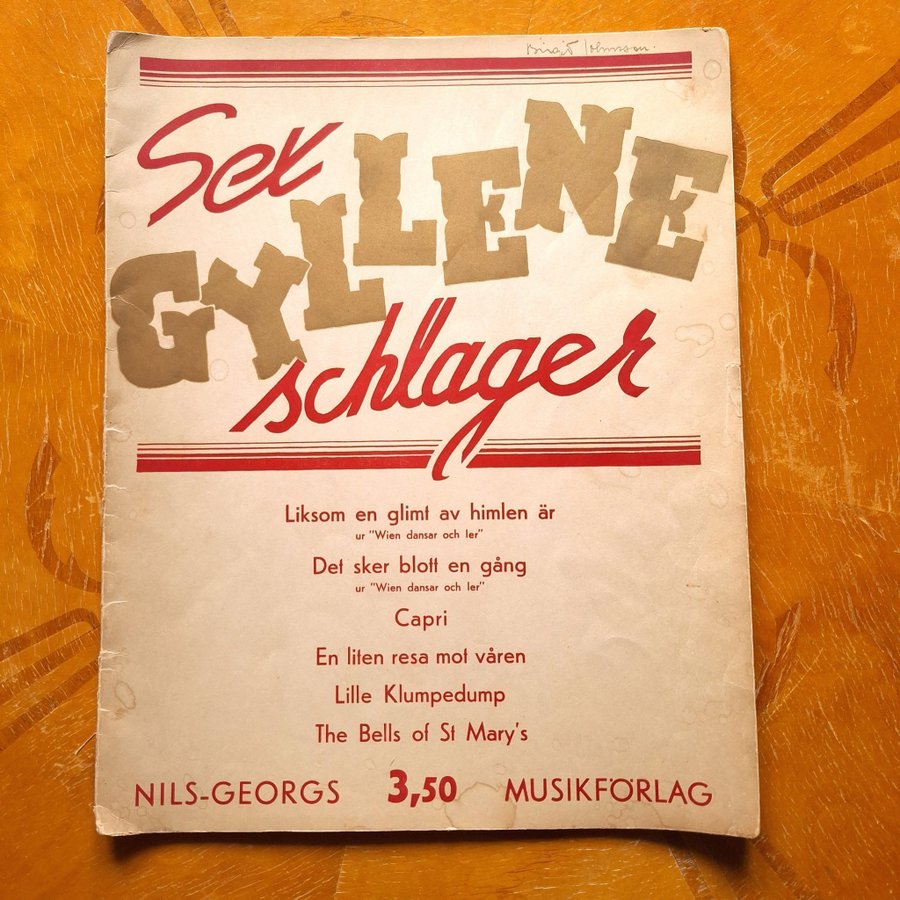 Birgit Johnsson.
Sex
GYLLENE
schlager
Liksom en glimt av himlen är
ur "Wien dansar och ler"
Det sker blott en gång
ur "Wien dansar och ler"
Capri
En liten resa mot våren
Lille Klumpedump
The Bells of St Mary's
NILS-GEORGS 3,50 MUSIKFÖRLAG